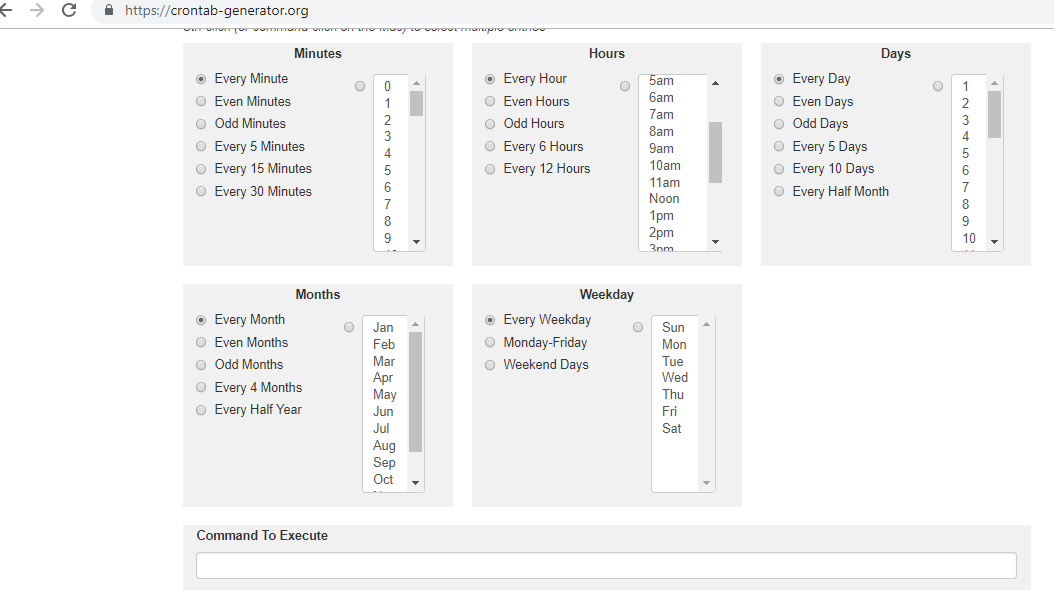 https://crontab-generator.org
Minutes
Every Minute
Even Minutes
Odd Minutes
Every 5 Minutes
Every 15 Minutes
Every 30 Minutes
0
1
2
3
4
5
6
7
8
9
Hours
Every Hour
Even Hours
Odd Hours
Every 6 Hours
Every 12 Hours
5am
6am
7am
8am
9am
10am
11am
Noon
1pm
2pm
3pm
Days
Every Day
Even Days
Odd Days
Every 5 Days
Every 10 Days
Every Half Month
1
2
3
4
5
6
7
8
9
10
Months
Every Month
Even Months
Odd Months
Every 4 Months
Every Half Year
Jan
Feb
Mar
Apr
May
Jun
Jul
Aug
Sep
Oct
Weekday
Every Weekday
Monday-Friday
Weekend Days
Sun
Mon
Tue
Wed
Thu
Fri
Sat
Command To Execute